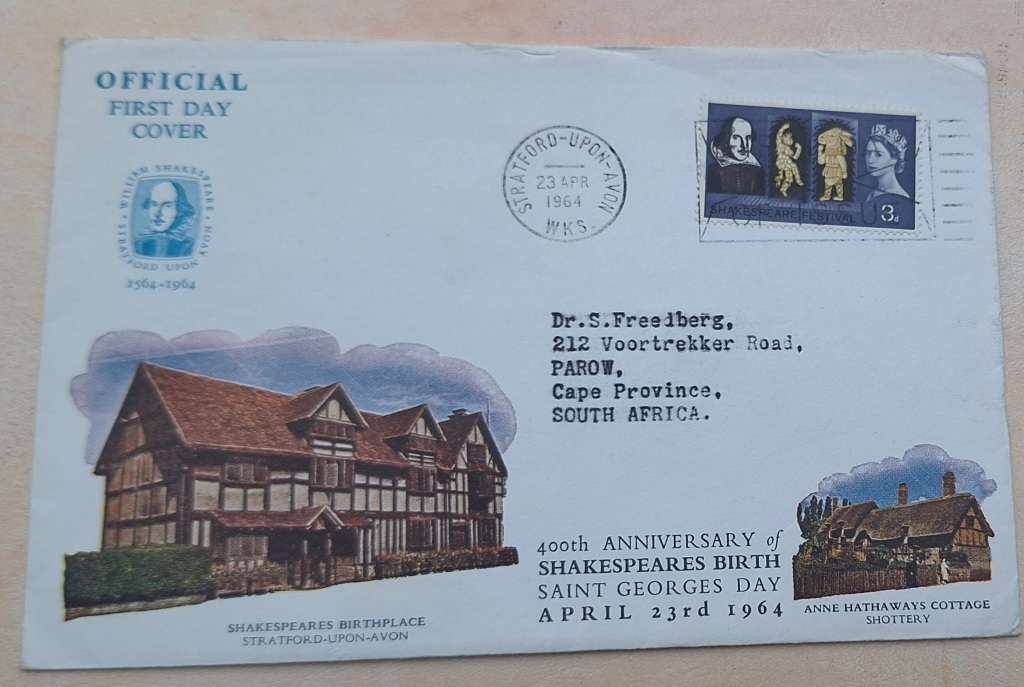 OFFICIAL
FIRST DAY
COVER
WILLIAM SHAKESPEARE · STRATFORD UPON AVON ·
1564-1964
STRATFORD-UPON-AVON
23 APR
1964
WKS.
SHAKESPEARE FESTIVAL 3d
Dr.S.Freedberg,
212 Voortrekker Road,
PAROW,
Cape Province,
SOUTH AFRICA.
400th ANNIVERSARY of
SHAKESPEARES BIRTH
SAINT GEORGES DAY
APRIL 23rd 1964
SHAKESPEARES BIRTHPLACE
STRATFORD-UPON-AVON
ANNE HATHAWAYS COTTAGE
SHOTTERY